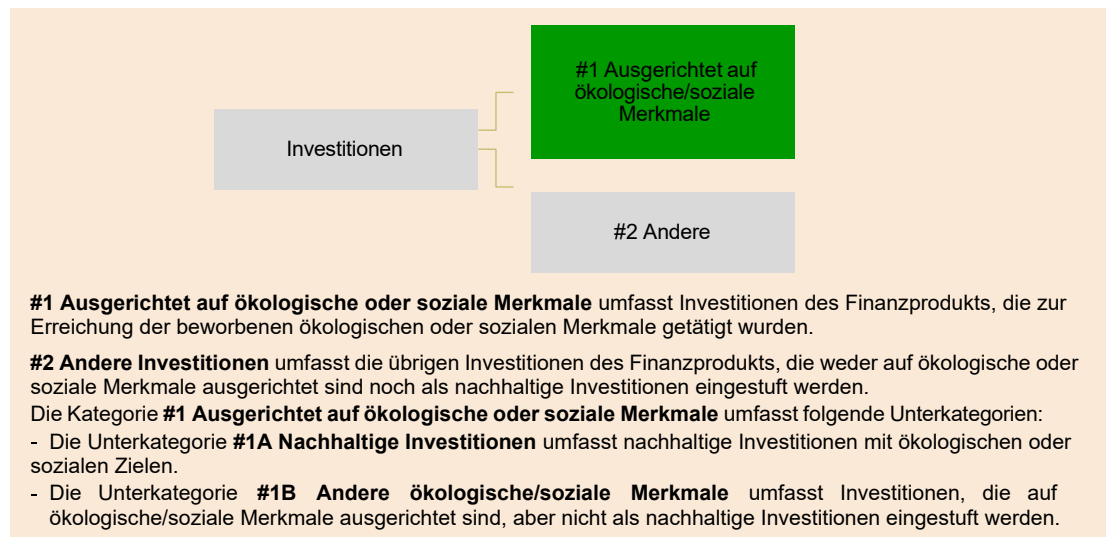 #1 Ausgerichtet auf
ökologische/soziale
Merkmale
Investitionen
#2 Andere
#1 Ausgerichtet auf ökologische oder soziale Merkmale umfasst Investitionen des Finanzprodukts, die zur
Erreichung der beworbenen ökologischen oder sozialen Merkmale getätigt wurden.
#2 Andere Investitionen umfasst die übrigen Investitionen des Finanzprodukts, die weder auf ökologische oder
soziale Merkmale ausgerichtet sind noch als nachhaltige Investitionen eingestuft werden.
Die Kategorie #1 Ausgerichtet auf ökologische oder soziale Merkmale umfasst folgende Unterkategorien:
- Die Unterkategorie #1A Nachhaltige Investitionen umfasst nachhaltige Investitionen mit ökologischen oder
sozialen Zielen.
- Die Unterkategorie #1B Andere ökologische/soziale Merkmale umfasst Investitionen, die auf
ökologische/soziale Merkmale ausgerichtet sind, aber nicht als nachhaltige Investitionen eingestuft werden.